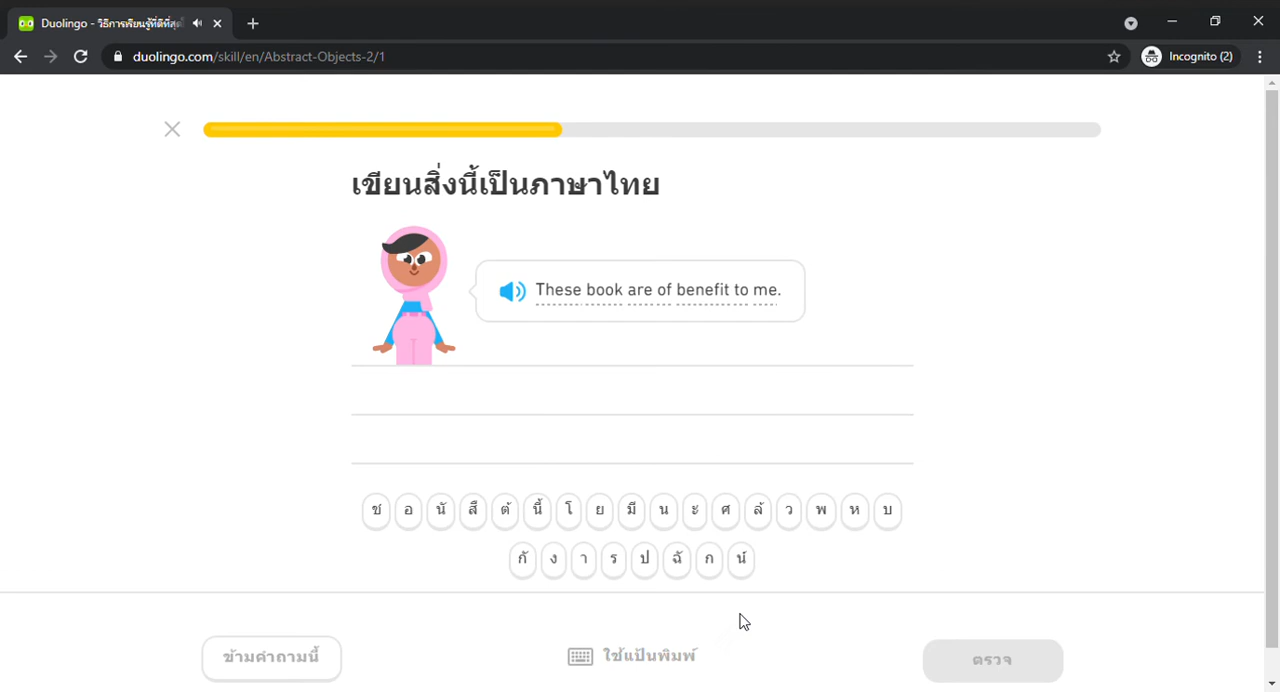 Duolingo - วิธีการเรียนรู้ที่ดีที่สุด
duolingo.com/skill/en/Abstract-Objects-2/1
Incognito (2)
เขียนสิ่งนี้เป็นภาษาไทย
These book are of benefit to me.
ช่ อ นั สื ต้ นี้ โ ย มี น ะ ศ ล้ ว พ ห บ
กั ง า ร ป ฉั ก น์
ข้ามคำถามนี้
ใช้แป้นพิมพ์
ตรวจ